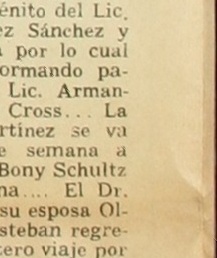 énito del Lic.
ez Sánchez y
a por lo cual
ormando pa-
Lic. Arman-
Cross... La
rtínez se va
e semana a
Bony Schultz
na.... El Dr.
su esposa Ol-
steban regre-
tero viaje por